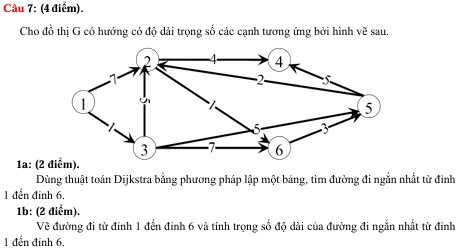 Câu 7: (4 điểm).
Cho đồ thị G có hướng có độ dài trọng số các cạnh tương ứng bởi hình vẽ sau.
2 4 4
7 2 5
1 5 1 5
1 5 3
3 7 6
1a: (2 điểm).
Dùng thuật toán Dijkstra bằng phương pháp lập một bảng, tìm đường đi ngắn nhất từ đỉnh
1 đến đỉnh 6.
1b: (2 điểm).
Vẽ đường đi từ đỉnh 1 đến đỉnh 6 và tính trọng số độ dài của đường đi ngắn nhất từ đỉnh
1 đến đỉnh 6.